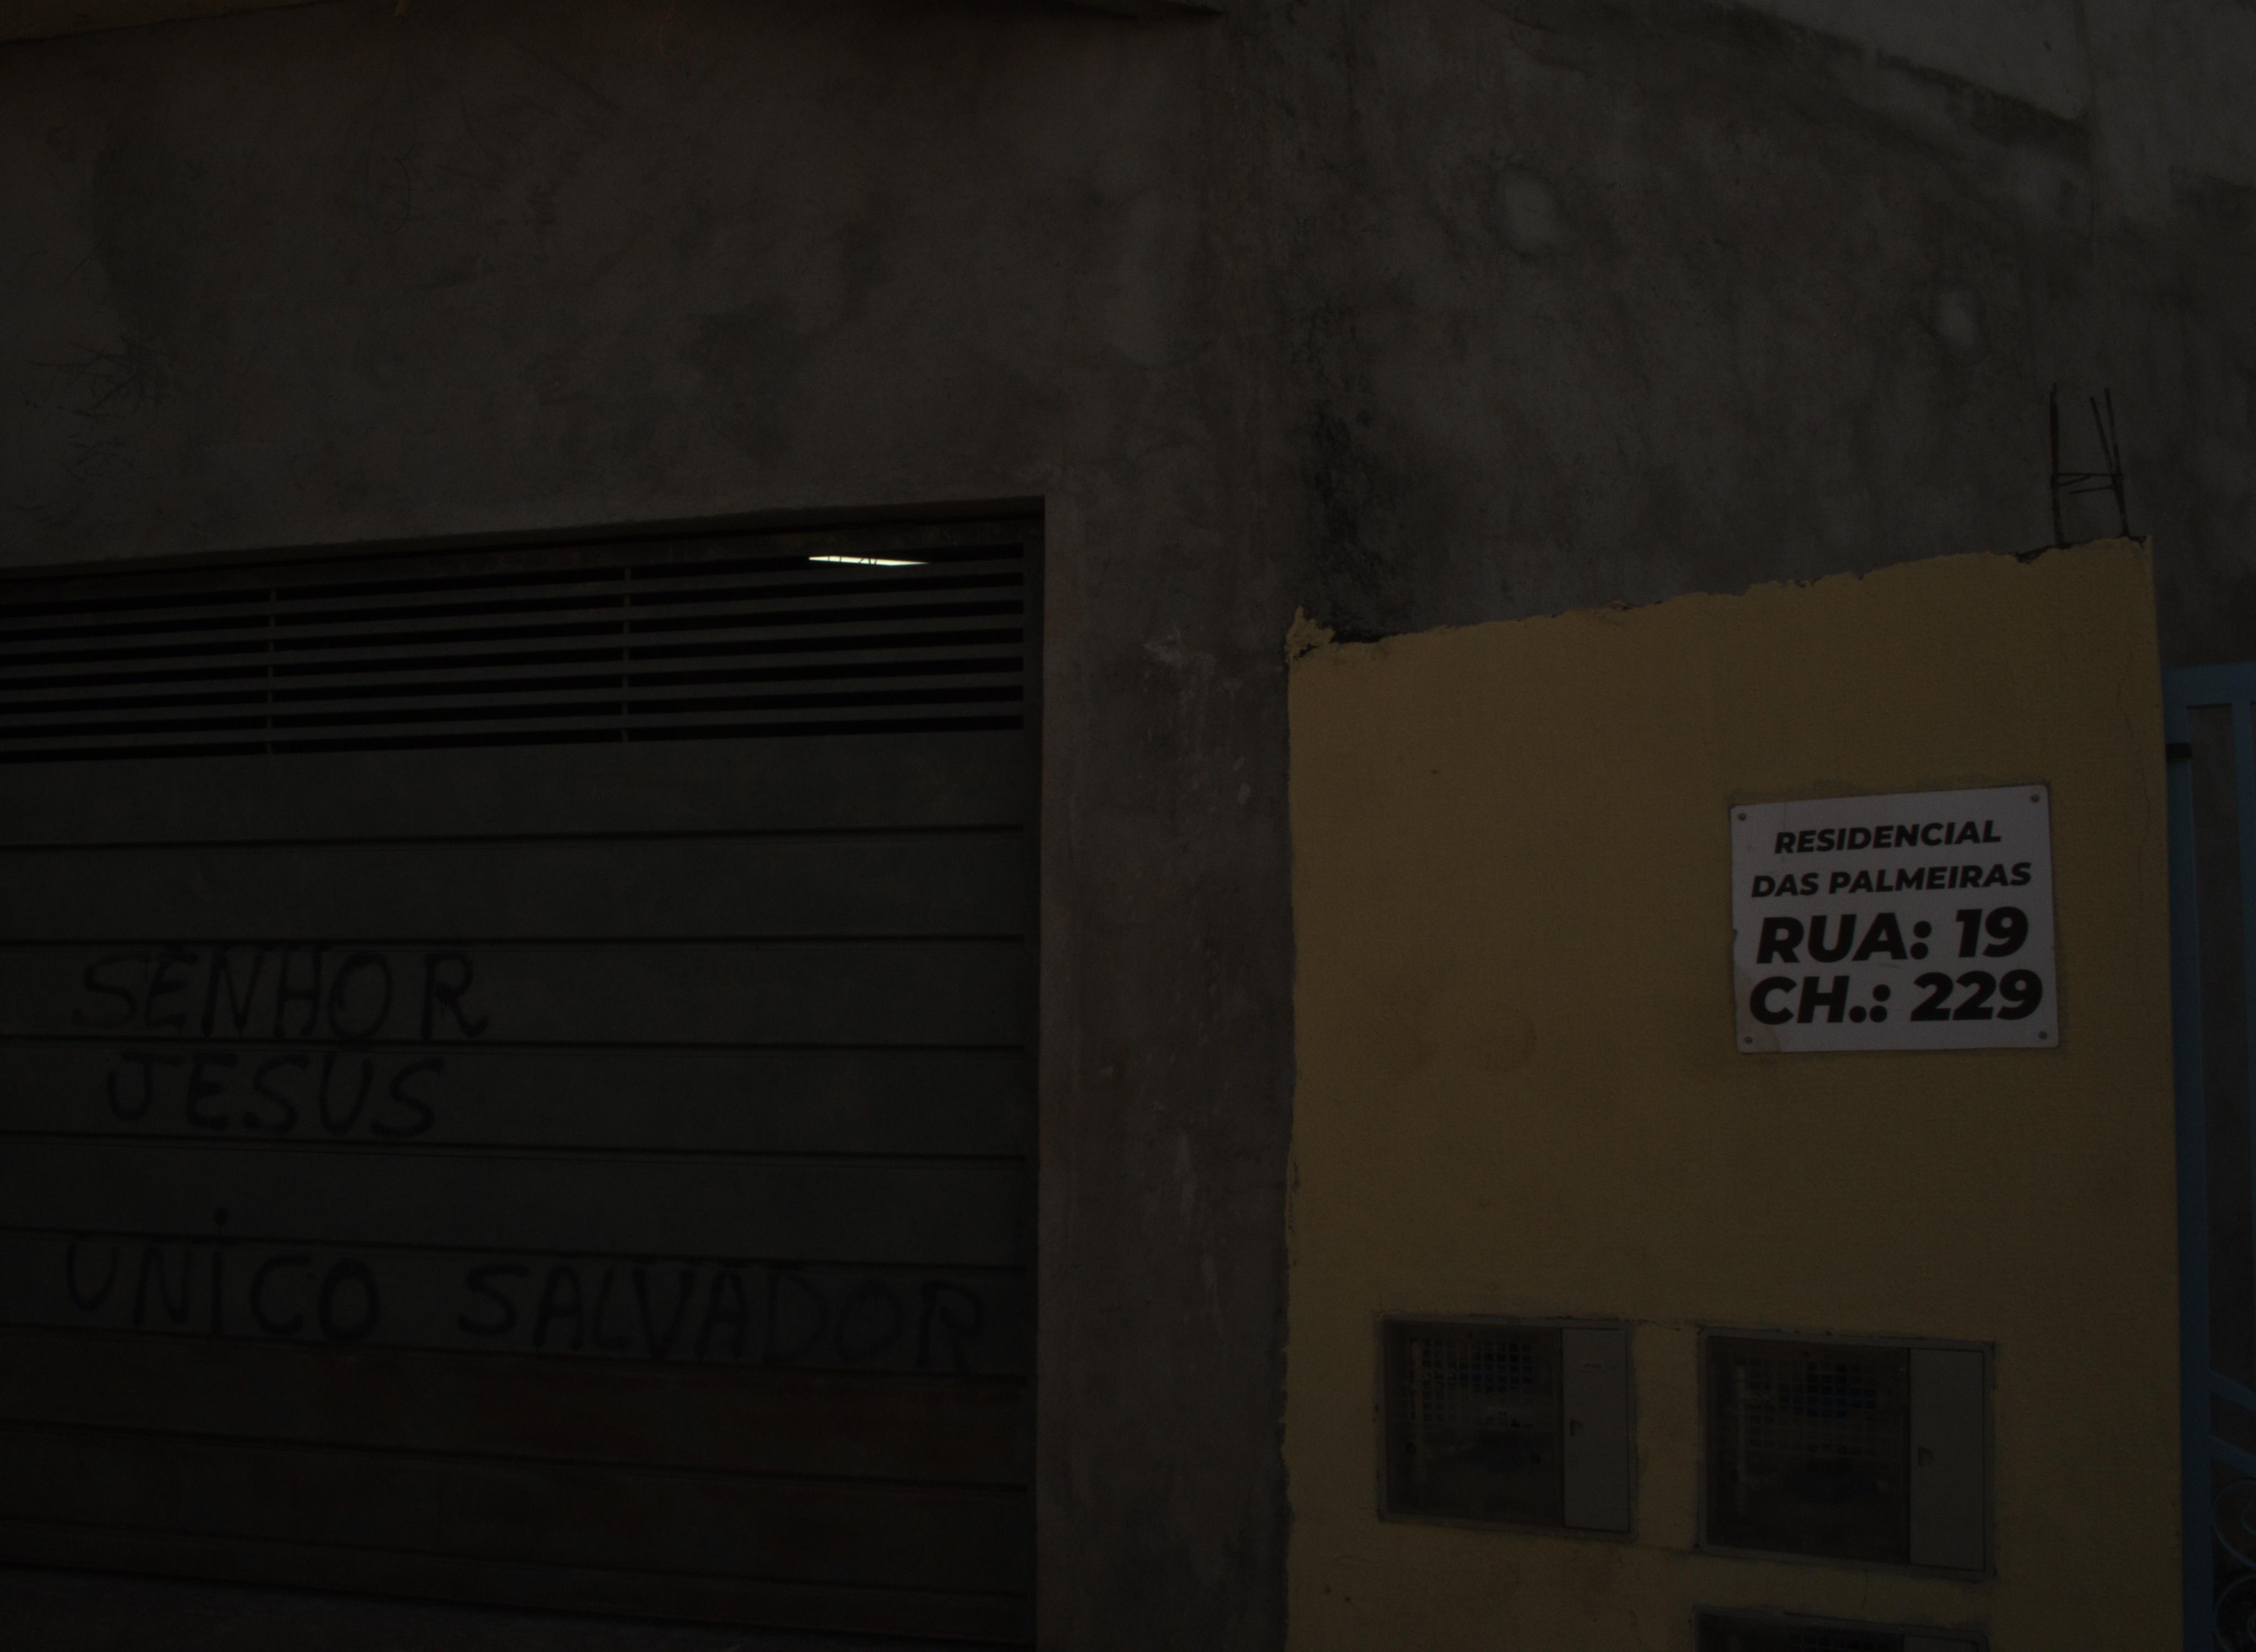 SENHOR
JESUS
UNiCO SALVADOR
RESIDENCIAL
DAS PALMEIRAS
RUA: 19
CH.: 229